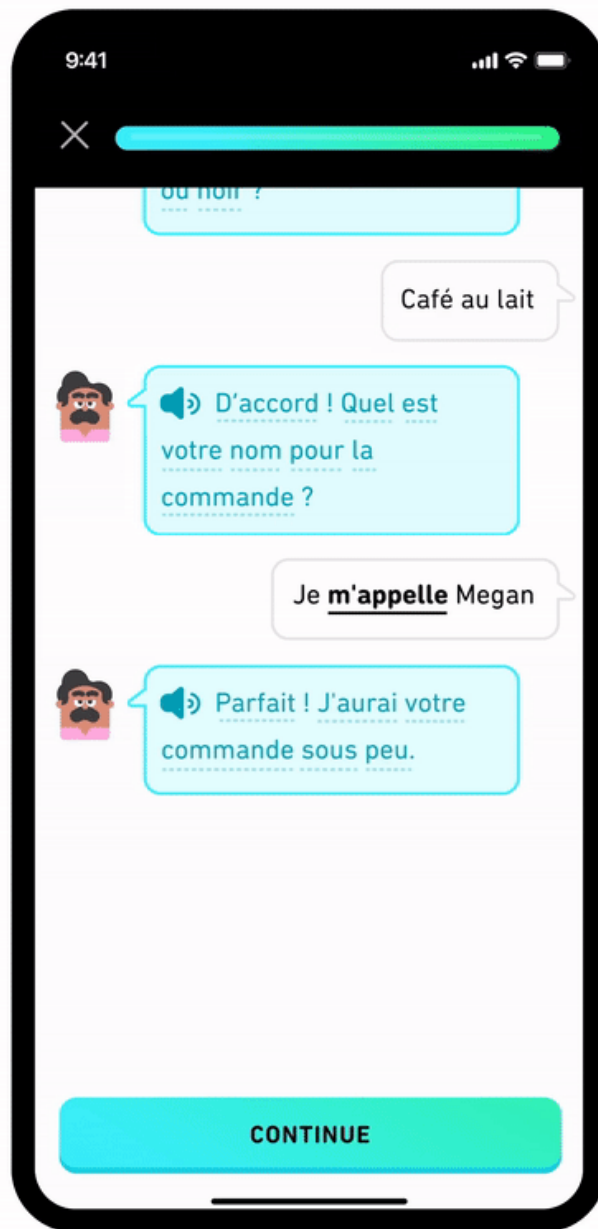 9:41
ou noir ?
Café au lait
D'accord ! Quel est
votre nom pour la
commande ?
Je m'appelle Megan
Parfait ! J'aurai votre
commande sous peu.
CONTINUE